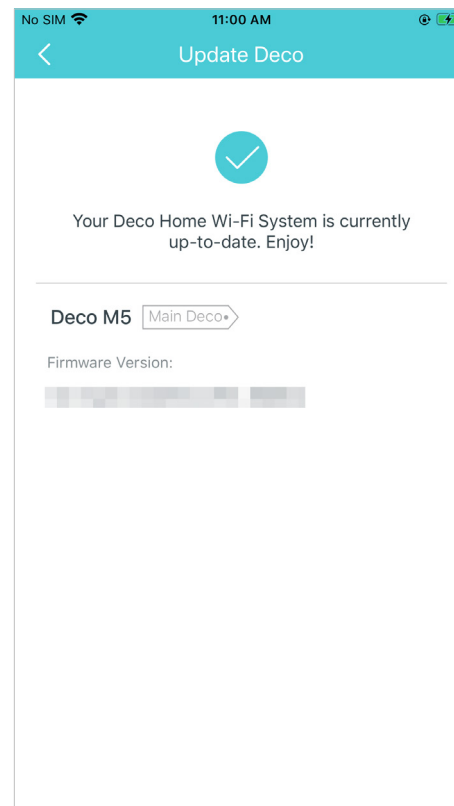 No SIM 11:00 AM
Update Deco
Your Deco Home Wi-Fi System is currently
up-to-date. Enjoy!
Deco M5 Main Deco
Firmware Version: